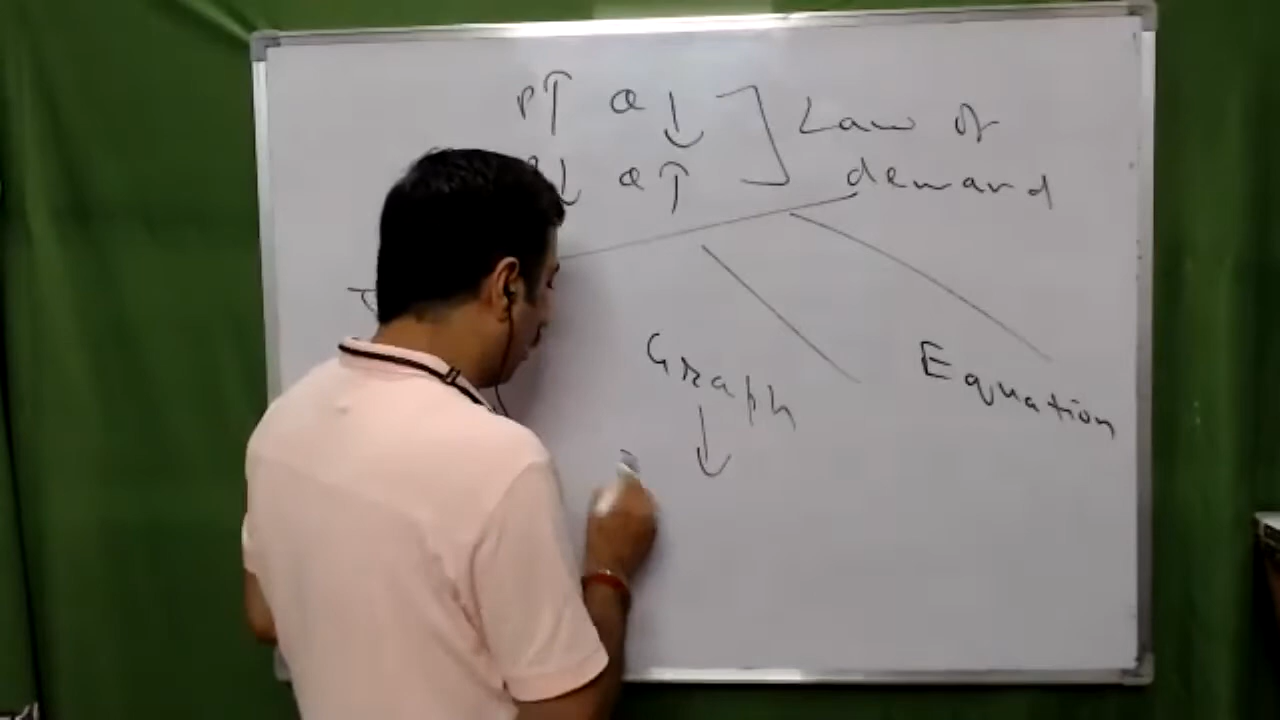 P↑ Q↓ ] Law of
↓ Q↑ ] demand
Graph
↓
Equation